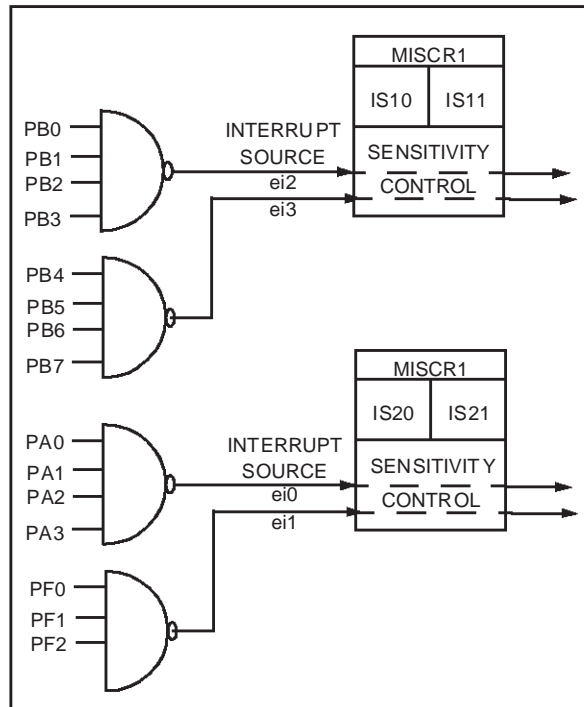 MISCR1
IS10 IS11
PB0
PB1
PB2
PB3
INTERRUPT
SOURCE
ei2
ei3
SENSITIVITY
CONTROL
PB4
PB5
PB6
PB7
MISCR1
IS20 IS21
PA0
PA1
PA2
PA3
INTERRUPT
SOURCE
ei0
ei1
SENSITIVITY
CONTROL
PF0
PF1
PF2